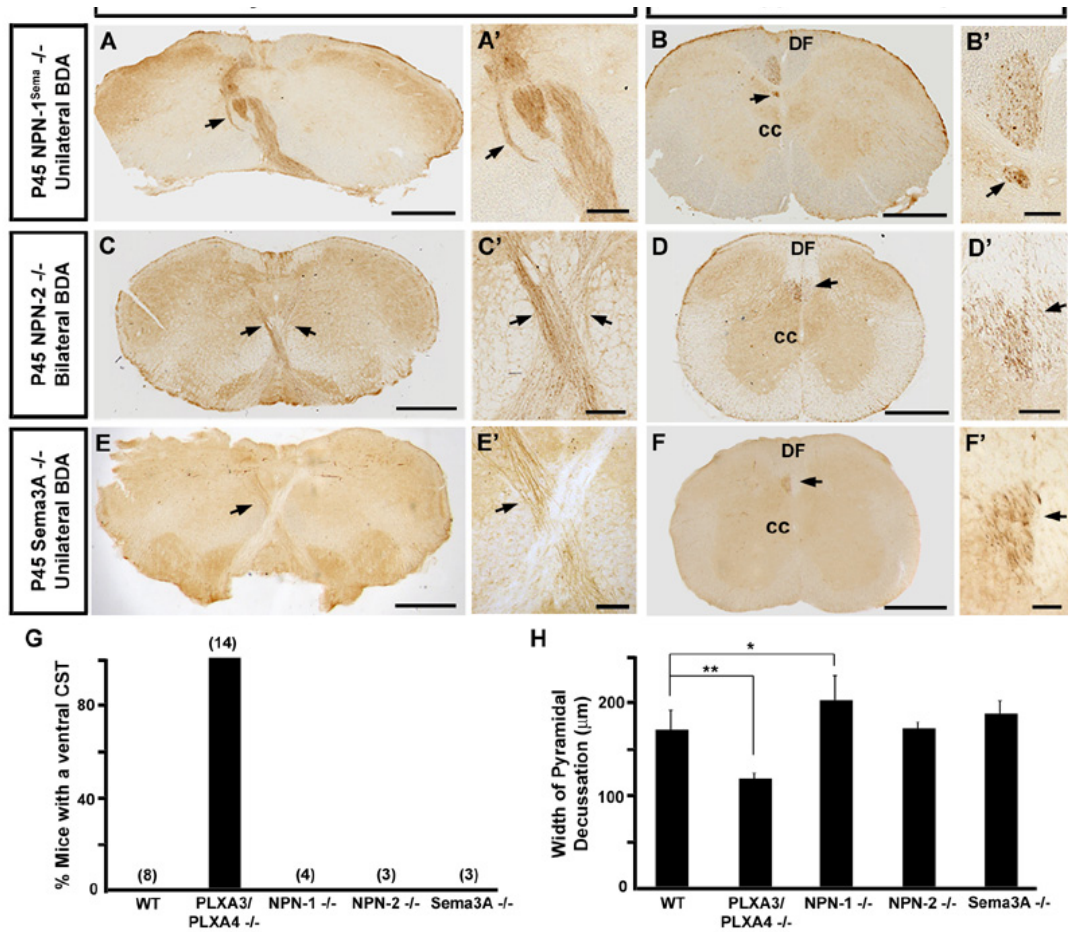 P45 NPN-1Sema -/-
Unilateral BDA
A
A'
B
DF
CC
B'
P45 NPN-2 -/-
Bilateral BDA
C
C'
D
DF
CC
D'
P45 Sema3A -/-
Unilateral BDA
E
E'
F
DF
CC
F'
G
% Mice with a ventral CST
80
40
0
(8)
(14)
(4)
(3)
(3)
WT
PLXA3/
PLXA4 -/-
NPN-1 -/-
NPN-2 -/-
Sema3A -/-
H
Width of Pyramidal
Decussation (μm)
200
100
0
*
**
WT
PLXA3/
PLXA4 -/-
NPN-1 -/-
NPN-2 -/-
Sema3A -/-